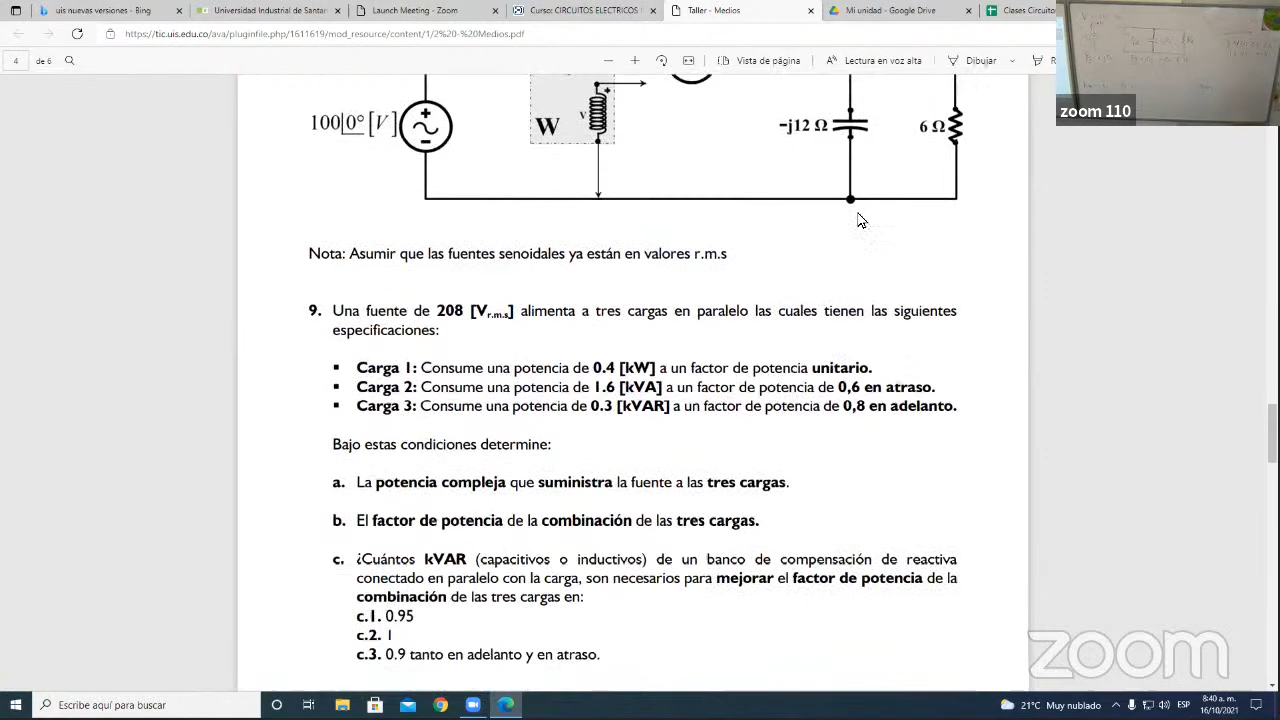 uis nuevas versiones - Bing
Universidad Industrial de Santar
Launch Meeting - Zoom
Curso: CIRCUITOS ELECTRICOS
Taller - Medios
Mi unidad - Google Drive
Clases Circuito
https://tic.uis.edu.co/ava/pluginfile.php/1611619/mod_resource/content/1/2%20-%20Medios.pdf
4 de 6
Vista de página
Lectura en voz alta
Dibujar
zoom 110
100|0° [V]
W
v
-j12 Ω
6 Ω
Nota: Asumir que las fuentes senoidales ya están en valores r.m.s
9. Una fuente de 208 [Vr.m.s] alimenta a tres cargas en paralelo las cuales tienen las siguientes
especificaciones:
▪ Carga 1: Consume una potencia de 0.4 [kW] a un factor de potencia unitario.
▪ Carga 2: Consume una potencia de 1.6 [kVA] a un factor de potencia de 0,6 en atraso.
▪ Carga 3: Consume una potencia de 0.3 [kVAR] a un factor de potencia de 0,8 en adelanto.
Bajo estas condiciones determine:
a. La potencia compleja que suministra la fuente a las tres cargas.
b. El factor de potencia de la combinación de las tres cargas.
c. ¿Cuántos kVAR (capacitivos o inductivos) de un banco de compensación de reactiva
conectado en paralelo con la carga, son necesarios para mejorar el factor de potencia de la
combinación de las tres cargas en:
c.1. 0.95
c.2. 1
c.3. 0.9 tanto en adelanto y en atraso.
zoom
Escribe aquí para buscar
21°C Muy nublado
ESP
8:40 a. m.
16/10/2021